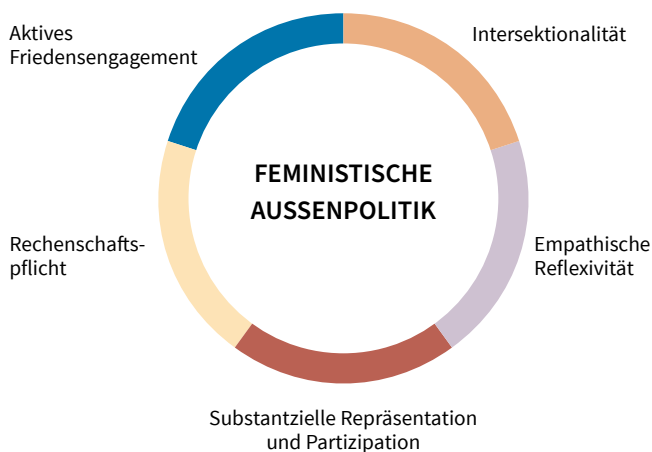 Aktives
Friedensengagement
Intersektionalität
FEMINISTISCHE
AUSSENPOLITIK
Rechenschafts-
pflicht
Empathische
Reflexivität
Substantzielle Repräsentation
und Partizipation